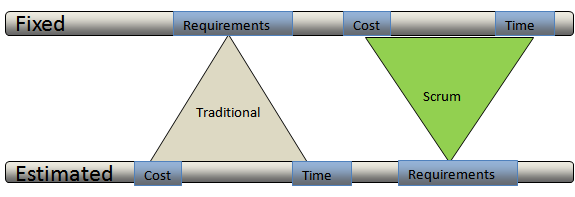 Fixed
Requirements
Cost
Time
Traditional
Scrum
Estimated
Cost
Time
Requirements